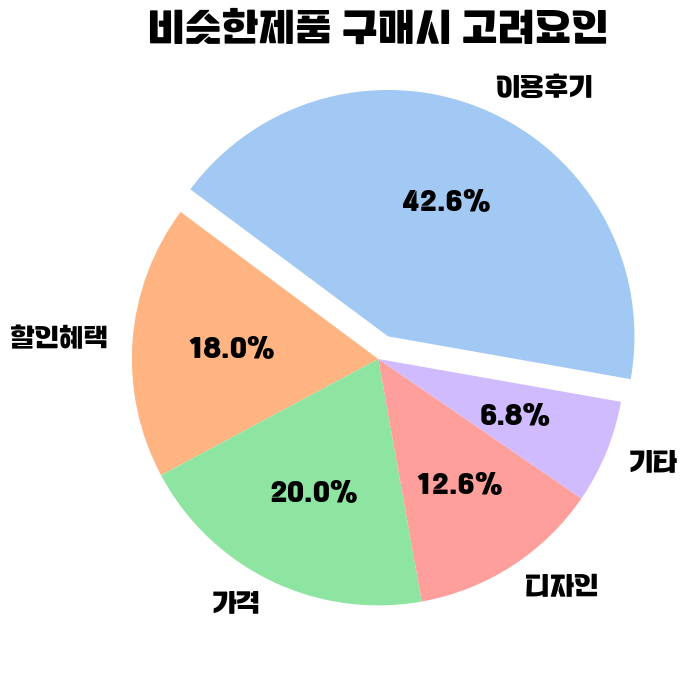 비슷한제품 구매시 고려요인
이용후기
42.6%
할인혜택
18.0%
6.8%
기타
20.0%
12.6%
디자인
가격